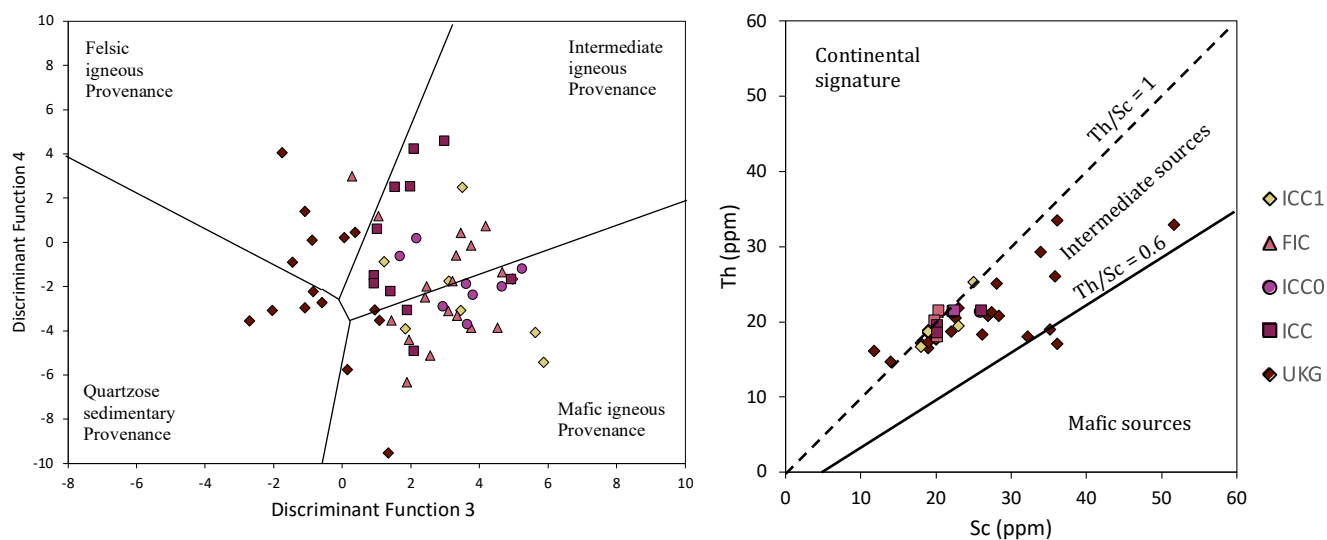 10
8
6
4
2
0
-2
-4
-6
-8
-10
-8
-6
-4
-2
0
2
4
6
8
10
Discriminant Function 4
Discriminant Function 3
Felsic
igneous
Provenance
Intermediate
igneous
Provenance
Quartzose
sedimentary
Provenance
Mafic igneous
Provenance
60
50
40
30
20
10
0
0
10
20
30
40
50
60
Th (ppm)
Sc (ppm)
Continental
signature
Th/Sc = 1
Intermediate sources
Th/Sc = 0.6
Mafic sources
ICC1
FIC
ICC0
ICC
UKG